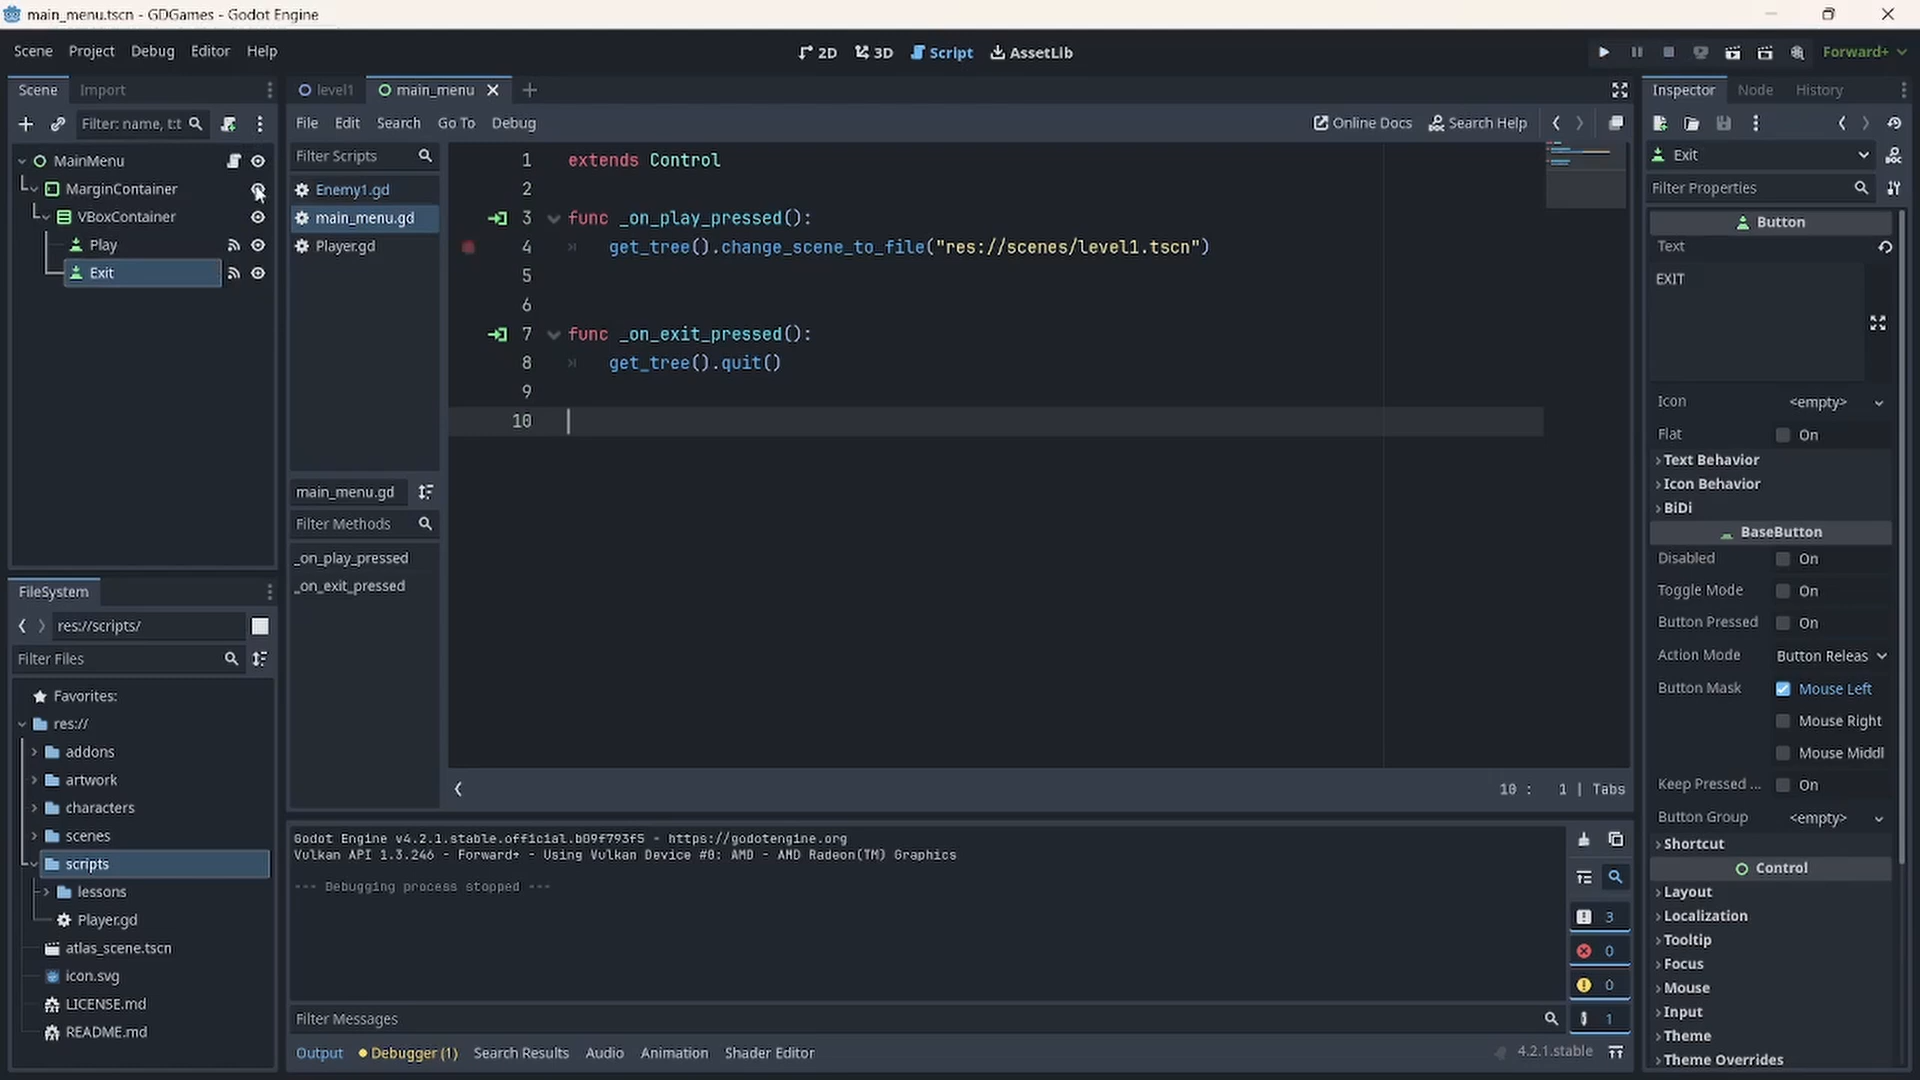 main_menu.tscn - GDGames - Godot Engine
Scene Project Debug Editor Help
2D 3D Script AssetLib
Forward+
Scene Import
level1 main_menu
Inspector Node History
Filter: name, t:t
File Edit Search Go To Debug
Online Docs Search Help
MainMenu
MarginContainer
VBoxContainer
Play
Exit
Filter Scripts
Enemy1.gd
main_menu.gd
Player.gd
main_menu.gd
Filter Methods
_on_play_pressed
_on_exit_pressed
1 extends Control
2
3 func _on_play_pressed():
4 get_tree().change_scene_to_file("res://scenes/level1.tscn")
5
6
7 func _on_exit_pressed():
8 get_tree().quit()
9
10
10 : 1 | Tabs
Exit
Filter Properties
Button
Text
EXIT
Icon <empty>
Flat On
Text Behavior
Icon Behavior
BiDi
BaseButton
Disabled On
Toggle Mode On
Button Pressed On
Action Mode Button Releas
Button Mask Mouse Left
Mouse Right
Mouse Middl
Keep Pressed ... On
Button Group <empty>
Shortcut
Control
Layout
Localization
Tooltip
Focus
Mouse
Input
Theme
Theme Overrides
FileSystem
res://scripts/
Filter Files
Favorites:
res://
addons
artwork
characters
scenes
scripts
lessons
Player.gd
atlas_scene.tscn
icon.svg
LICENSE.md
README.md
Godot Engine v4.2.1.stable.official.b09f793f5 - https://godotengine.org
Vulkan API 1.3.246 - Forward+ - Using Vulkan Device #0: AMD - AMD Radeon(TM) Graphics
--- Debugging process stopped ---
3
0
0
1
Filter Messages
Output Debugger (1) Search Results Audio Animation Shader Editor
4.2.1.stable